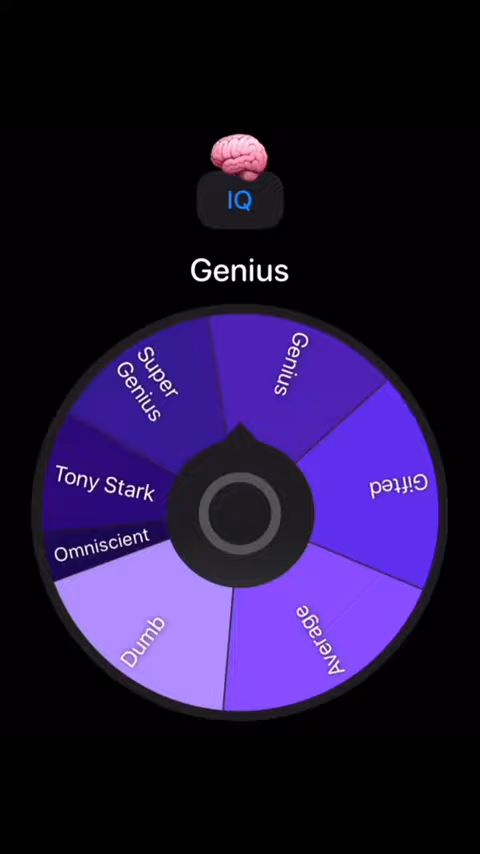 IQ
Genius
Genius
Super
Genius
Gifted
Tony Stark
Omniscient
Dumb
Average